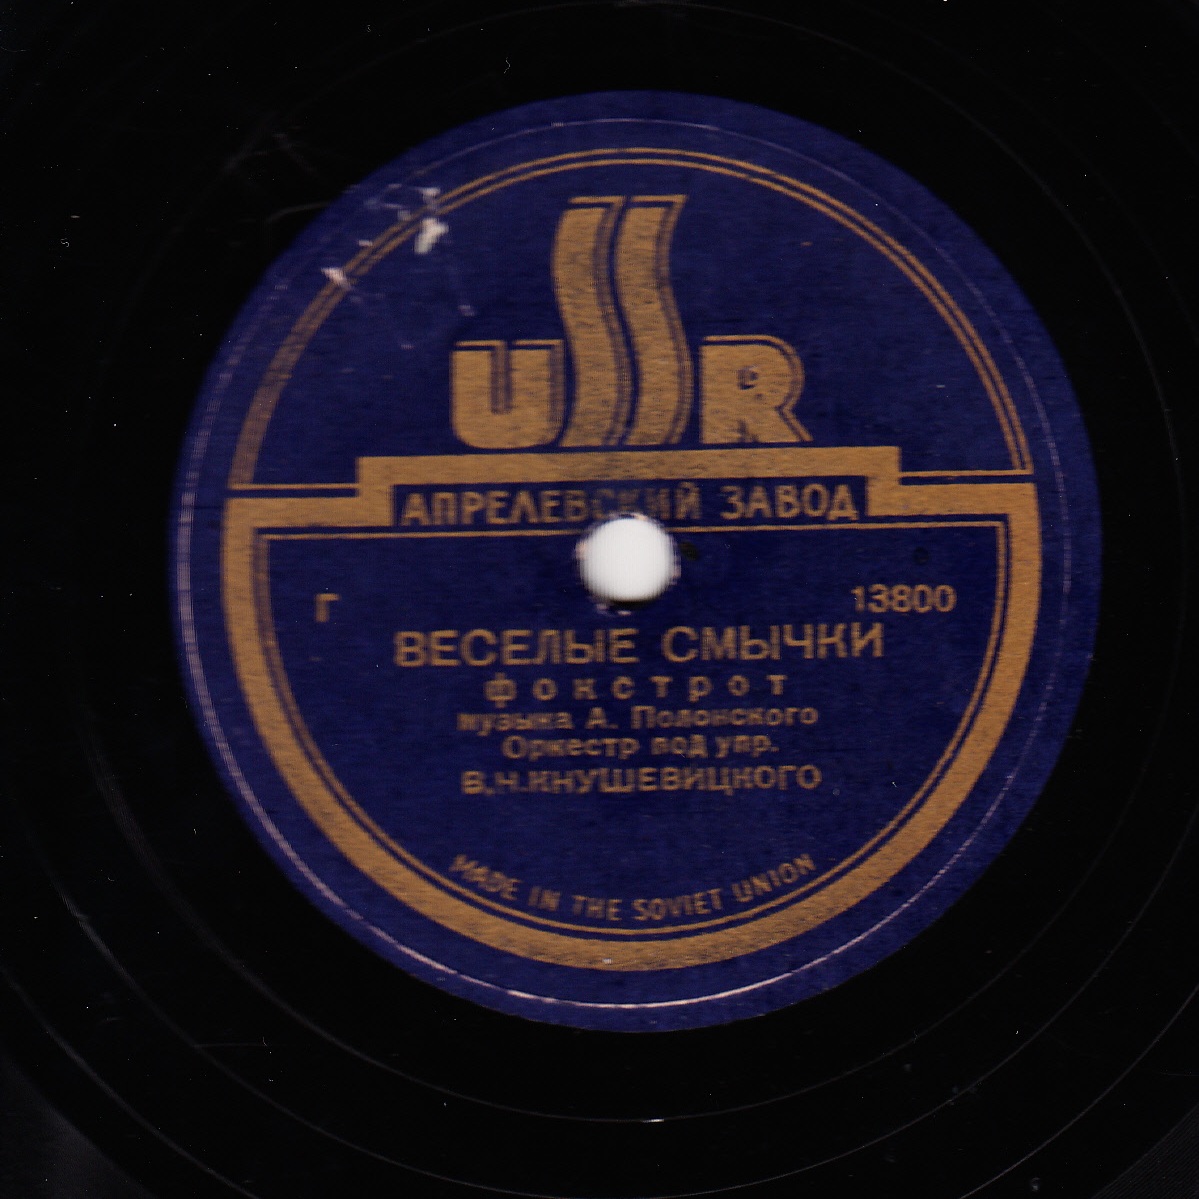 USSR
АПРЕЛЕВСКИЙ ЗАВОД
Г 13800
ВЕСЕЛЫЕ СМЫЧКИ
фокстрот
музыка А. Полонского
Оркестр под упр.
В.Н.КНУШЕВИЦКОГО
MADE IN THE SOVIET UNION